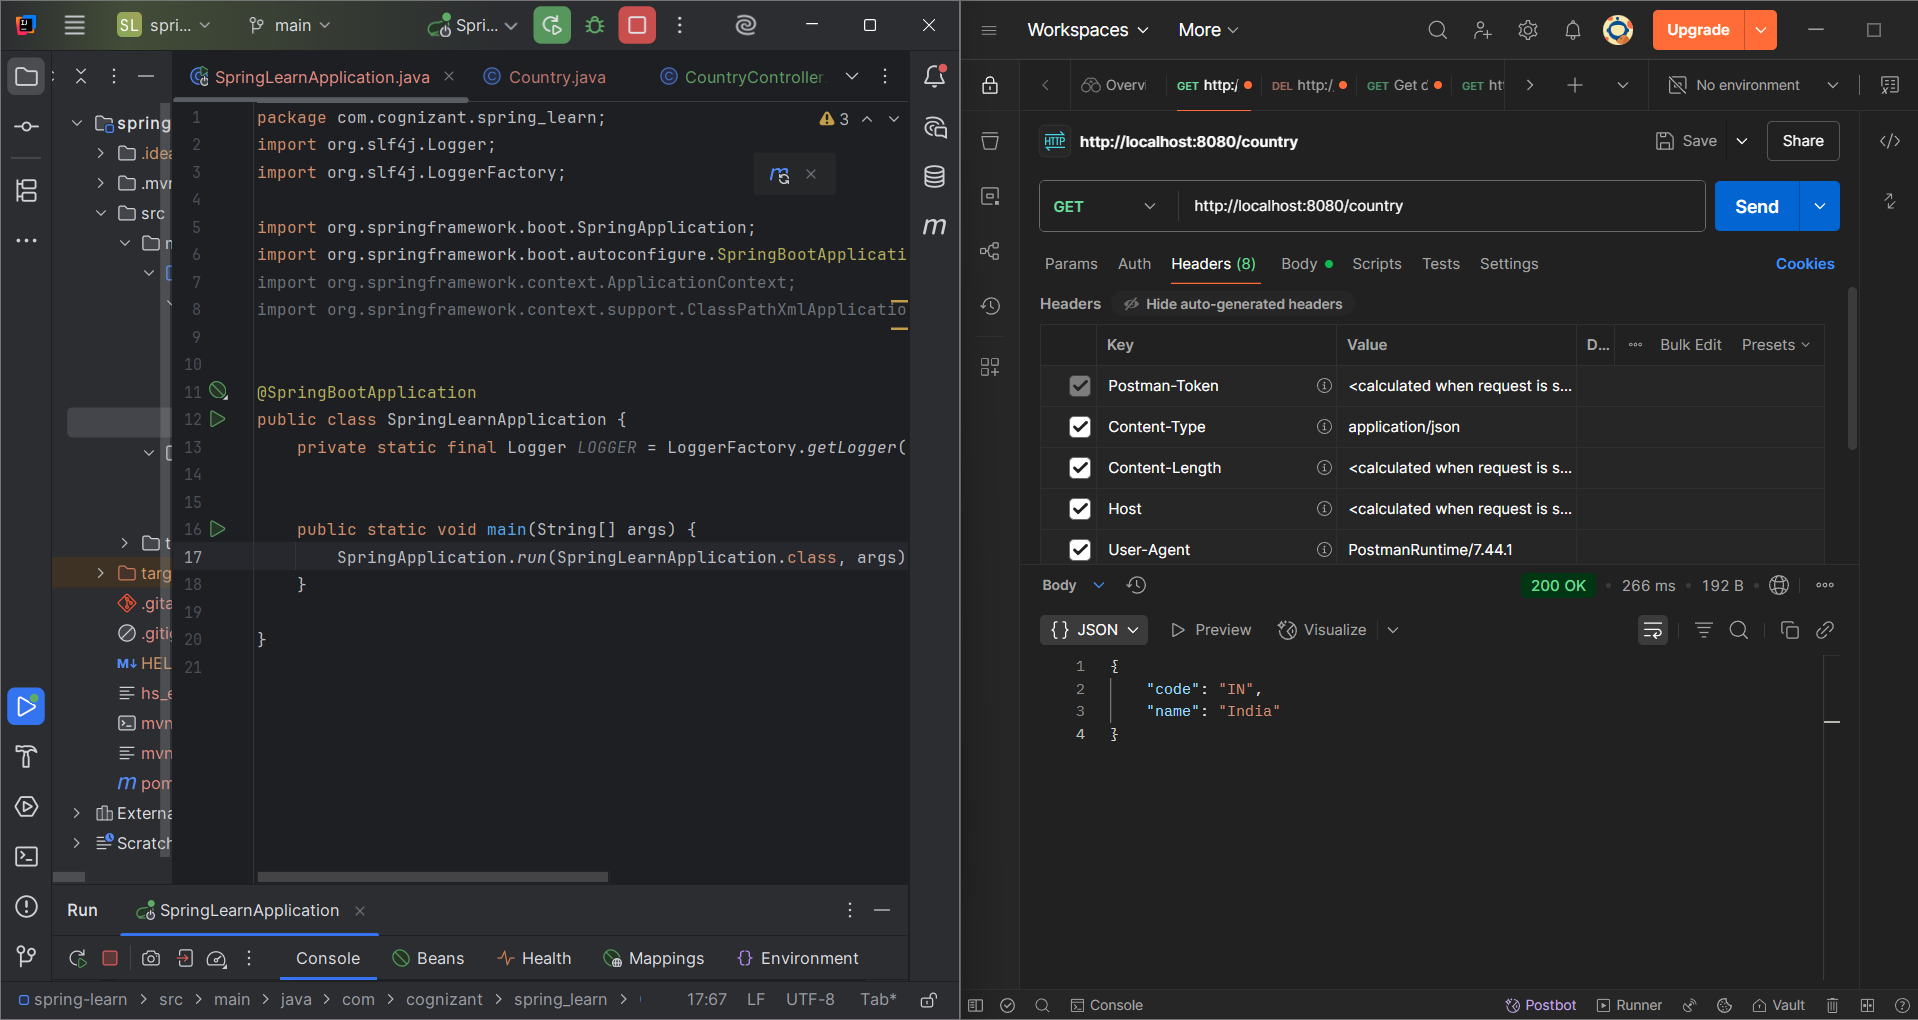 SL spri...
main
Spri...
SpringLearnApplication.java
Country.java
CountryController
spring
.idea
.mvn
src
targ
.gita
.gitig
HEL
hs_e
mvn
mvn
pom
Externa
Scratch
1 package com.cognizant.spring_learn;
3
2 import org.slf4j.Logger;
3 import org.slf4j.LoggerFactory;
4
5 import org.springframework.boot.SpringApplication;
6 import org.springframework.boot.autoconfigure.SpringBootApplicati
7 import org.springframework.context.ApplicationContext;
8 import org.springframework.context.support.ClassPathXmlApplicatio
9
10
11 @SpringBootApplication
12 public class SpringLearnApplication {
13 private static final Logger LOGGER = LoggerFactory.getLogger(
14
15
16 public static void main(String[] args) {
17 SpringApplication.run(SpringLearnApplication.class, args)
18 }
19
20 }
21
Run SpringLearnApplication
Console Beans Health Mappings Environment
spring-learn > src > main > java > com > cognizant > spring_learn > 17:67 LF UTF-8 Tab*
Workspaces More Upgrade
Overvi GET http:/ DEL http:/ GET Get c GET htt No environment
HTTP http://localhost:8080/country Save Share
GET http://localhost:8080/country Send
Params Auth Headers (8) Body Scripts Tests Settings Cookies
Headers Hide auto-generated headers
Key Value D... Bulk Edit Presets
Postman-Token <calculated when request is s...
Content-Type application/json
Content-Length <calculated when request is s...
Host <calculated when request is s...
User-Agent PostmanRuntime/7.44.1
Body 200 OK 266 ms 192 B
{} JSON Preview Visualize
1 {
2 "code": "IN",
3 "name": "India"
4 }
Console Postbot Runner Vault